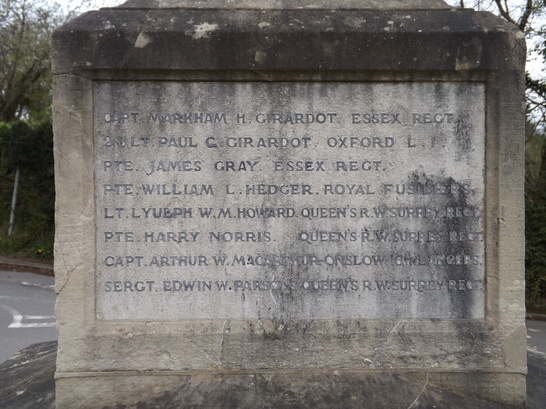 CAPT. MARKHAM H. GIRARDOT. ESSEX REGT.
2ND LT. PAUL C. GIRARDOT. OXFORD L. I.
PTE. JAMES GRAY ESSEX REGT.
PTE. WILLIAM L. HEDGER. ROYAL FUSILIERS.
LT. LYULPH W. M. HOWARD. QUEEN'S R. W. SURREY REGT.
PTE. HARRY NORRIS. QUEEN'S R. W. SURREY REGT.
CAPT. ARTHUR W. MACARTHUR-ONSLOW. LANCERS.
SERGT. EDWIN W. PARSONS QUEEN'S R. W. SURREY REGT.